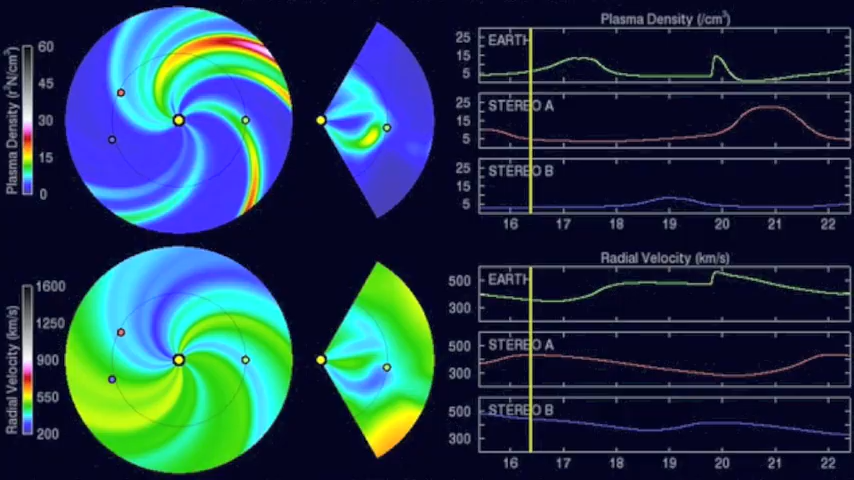 Plasma Density (r²N/cm³)
60
45
30
15
0
Plasma Density (/cm³)
EARTH
25
15
5
STEREO A
25
15
5
STEREO B
25
15
5
16 17 18 19 20 21 22
Radial Velocity (km/s)
1600
1250
900
550
200
Radial Velocity (km/s)
EARTH
500
300
STEREO A
500
300
STEREO B
500
300
16 17 18 19 20 21 22